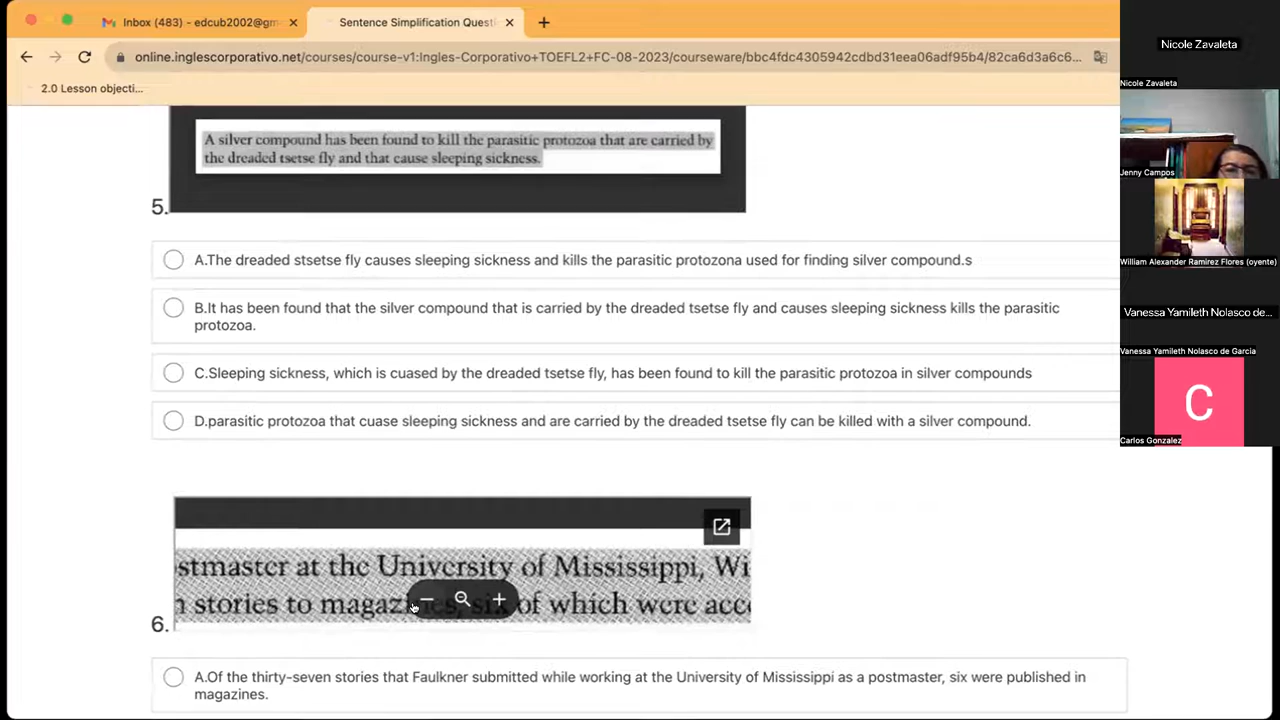 Inbox (483) - edcub2002@gm
Sentence Simplification Questi
online.inglescorporativo.net/courses/course-v1:Ingles-Corporativo+TOEFL2+FC-08-2023/courseware/bbc4fdc4305942cdbd31eea06adf95b4/82ca6d3a6c6...
2.0 Lesson objecti...
A silver compound has been found to kill the parasitic protozoa that are carried by
the dreaded tsetse fly and that cause sleeping sickness.
5.
A.The dreaded stsetse fly causes sleeping sickness and kills the parasitic protozona used for finding silver compound.s
B.It has been found that the silver compound that is carried by the dreaded tsetse fly and causes sleeping sickness kills the parasitic
protozoa.
C.Sleeping sickness, which is cuased by the dreaded tsetse fly, has been found to kill the parasitic protozoa in silver compounds
D.parasitic protozoa that cuase sleeping sickness and are carried by the dreaded tsetse fly can be killed with a silver compound.
stmaster at the University of Mississippi, Wi
n stories to magazines, six of which were acc
6.
A.Of the thirty-seven stories that Faulkner submitted while working at the University of Mississippi as a postmaster, six were published in
magazines.
Nicole Zavaleta
Nicole Zavaleta
Jenny Campos
William Alexander Ramirez Flores (oyente)
Vanessa Yamileth Nolasco de...
Vanessa Yamileth Nolasco de Garcia
C
Carlos Gonzalez